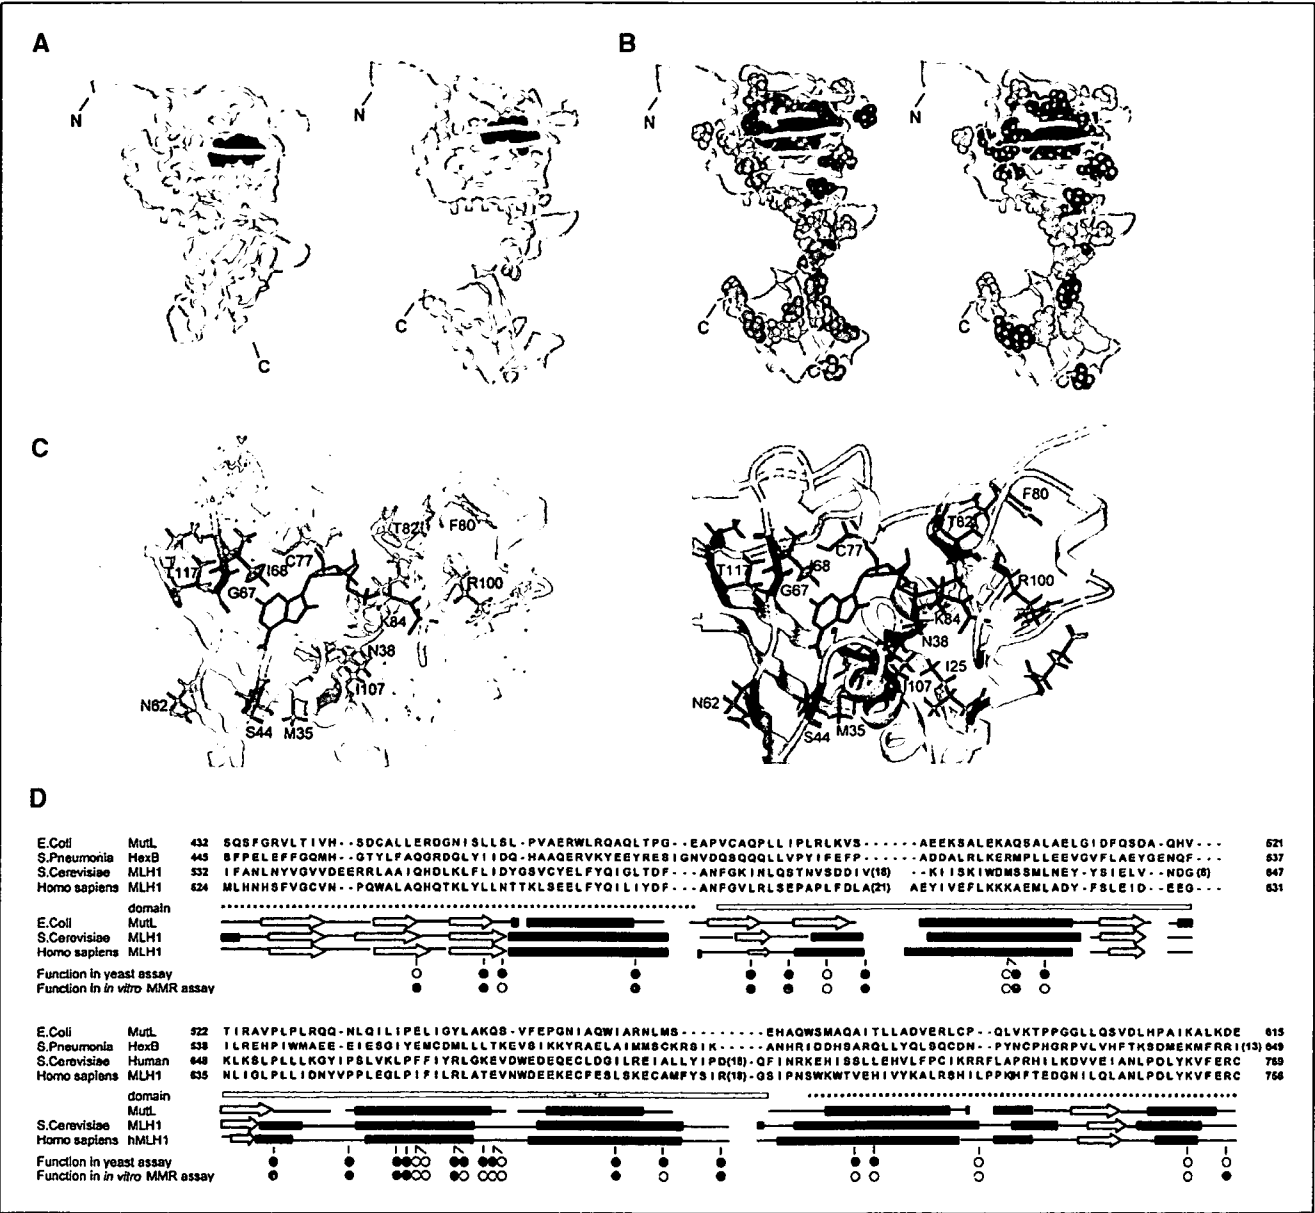 A
B
N
N
N
N
C
C
C
C
C
T117
G67
I68
C77
T82
F80
R100
K84
N38
I107
N62
S44
M35
T117
G67
I68
C77
T82
F80
R100
K84
N38
I25
I107
N62
S44
M35
D
E.Coli MutL 432 SQSFGRVLTIVH--SDCALLERDGNISLLSL-PVAERWLRQAQLTPG--EAPVCAQPLLIPLRLKVS------AEEKSALEKAQSALAELGIDFQSDA-QHV--- 521
S.Pneumonia HexB 445 SFPELEFFGQMH--GTYLFAQGRDGLYIIDQ-HAAQERVKYEEYRESIGNVDQSQQQLLVPYIFEFP------ADDALRLKERMPLLEEVGVFLAEYGENQF--- 537
S.Cerevisiae MLH1 532 IFANLNYVGVVDEERRLAAIQHDLKLFLIDYGSVCYELFYQIGLTDF--ANFGKINLQSTNVSDDIV(18) --KIISKIWDMSSMLNEY-YSIELV--NDG(8) 647
Homo sapiens MLH1 524 MLHNHSFVGCVN--PQWALAQHQTKLYLLNTTKLSEELFYQILIYDF--ANFGVLRLSEPAPLFDLA(21) AEYIVEFLKKKAEMLADY-FSLEID--EEG--- 631
domain
E.Coli MutL
S.Cerovisiae MLH1
Homo sapiens MLH1
Function in yeast assay
Function in in vitro MMR assay
E.Coli MutL 522 TIRAVPLPLRQQ-NLQILIPELIGYLAKQS-VFEPGNIAQWIARNLMS--------EHAQWSMAQAITLLADVERLCP--QLVKTPPGGLLQSVDLHPAIKALKDE 615
S.Pneumonia HexB 538 ILREHPIWMAEE-EIESGIYEMCDMLLLTKEVSIKKYRAELAIMMSCKRSIK-----ANHRIDDHSARQLLYQLSQCDN--PYNCPHGRPVLVHFTKSDMEKMFRRI(13) 649
S.Cerevisiae Human 648 KLKSLPLLLKGYIPSLVKLPFFIYRLGKEVDWEDEQECLDGILREIALLYIPD(18)-QFINRKEHISSLLEHVLFPCIKRRFLAPRHILKDVVEIANLPDLYKVFERC 769
Homo sapiens MLH1 635 NLIGLPLLIDNYVPPLEGLPIFILRLATEVNWDEEKECFESLSKECAMFYSIR(18)-GSIPNSWKWTVEHIVYKALRSHILPPKHFTEDGNILQLANLPDLYKVFERC 756
domain
MutL
S.Cerevisiae MLH1
Homo sapiens hMLH1
Function in yeast assay
Function in in vitro MMR assay